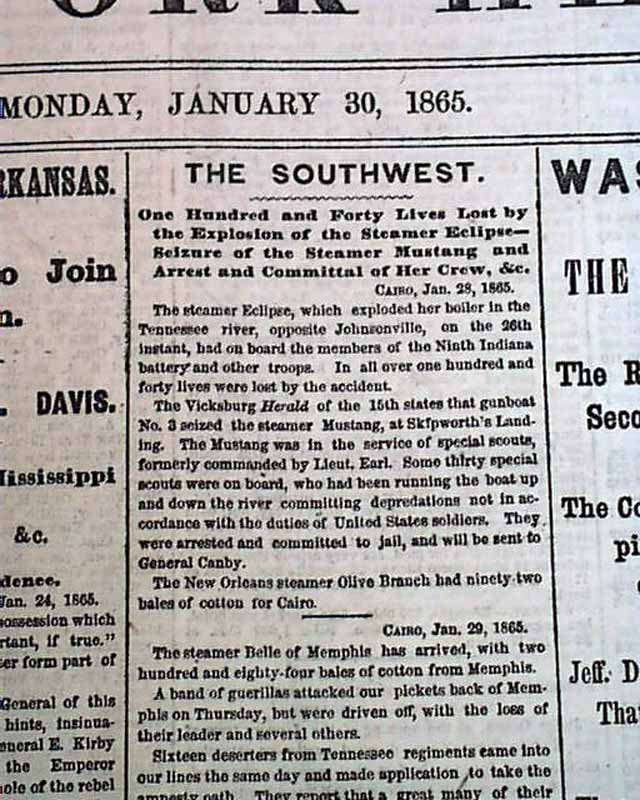 MONDAY, JANUARY 30, 1865.
RKANSAS.
o Join
n.
. DAVIS.
Mississippi
&c.
dence.
Jan. 24, 1865.
possession which
rtant, if true."
er form part of
General of this
hints, insinua-
eneral E. Kirby
the Emperor
hole of the rebel
THE SOUTHWEST.
One Hundred and Forty Lives Lost by
the Explosion of the Steamer Eclipse—
Seizure of the Steamer Mustang and
Arrest and Committal of Her Crew, &c.
CAIRO, Jan. 28, 1865.
The steamer Eclipse, which exploded her boiler in the
Tennessee river, opposite Johnsonville, on the 26th
instant, had on board the members of the Ninth Indiana
battery and other troops. In all over one hundred and
forty lives were lost by the accident.
The Vicksburg Herald of the 15th states that gunboat
No. 3 seized the steamer Mustang, at Skipworth's Land-
ing. The Mustang was in the service of special scouts,
formerly commanded by Lieut. Earl. Some thirty special
scouts were on board, who had been running the boat up
and down the river committing depredations not in ac-
cordance with the duties of United States soldiers. They
were arrested and committed to jail, and will be sent to
General Canby.
The New Orleans steamer Olive Branch had ninety-two
bales of cotton for Cairo.
CAIRO, Jan. 29, 1865.
The steamer Belle of Memphis has arrived, with two
hundred and eighty-four bales of cotton from Memphis.
A band of guerillas attacked our pickets back of Mem-
phis on Thursday, but were driven off, with the loss of
their leader and several others.
Sixteen deserters from Tennessee regiments came into
our lines the same day and made application to take the
amnesty oath. They report that a great many of their
WAS
THE
The R
Seco
The Co
pi
Jeff. D
Tha